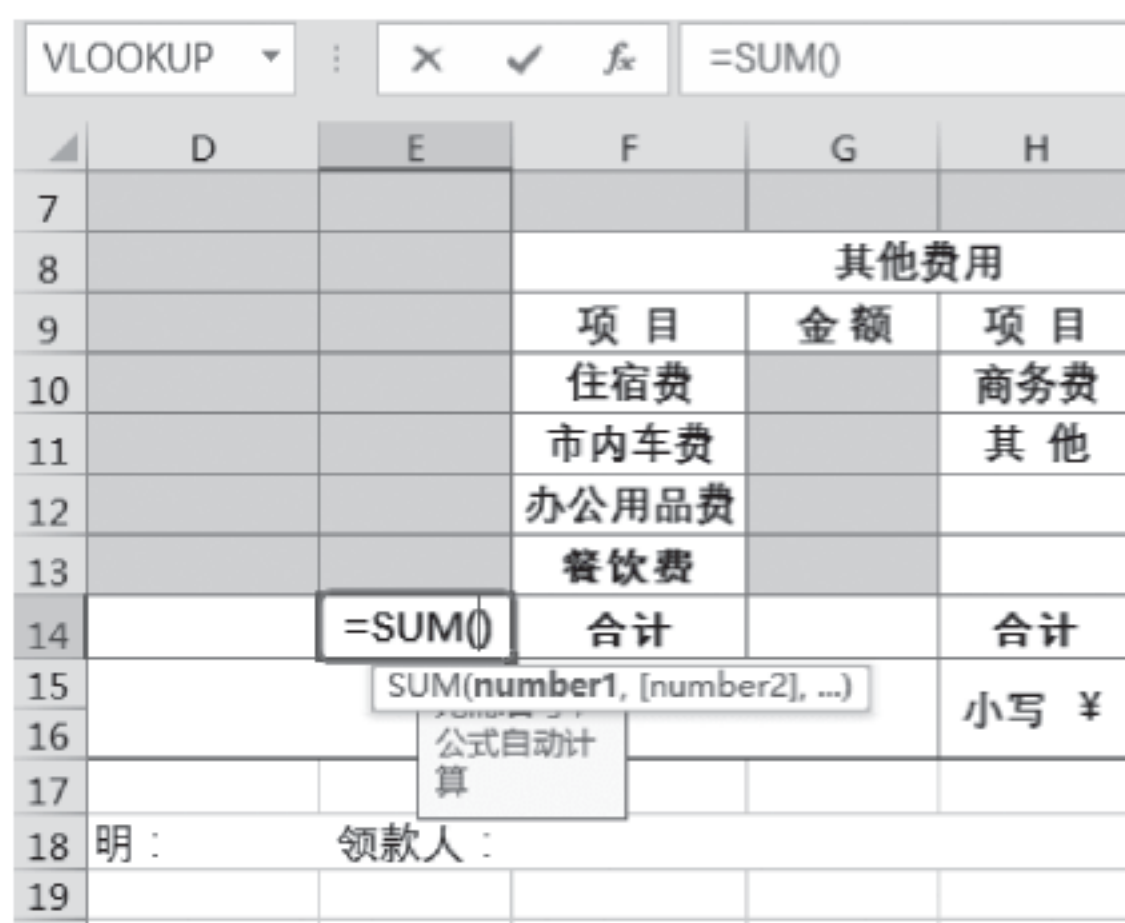 VLOOKUP =SUM()
D E F G H
7
8 其他费用
9 项 目 金 额 项 目
10 住宿费 商务费
11 市内车费 其 他
12 办公用品费
13 餐饮费
14 =SUM() 合计 合计
15 SUM(number1, [number2], ...)
小写 ¥
16 公式自动计
算
17
18 明： 领款人：
19